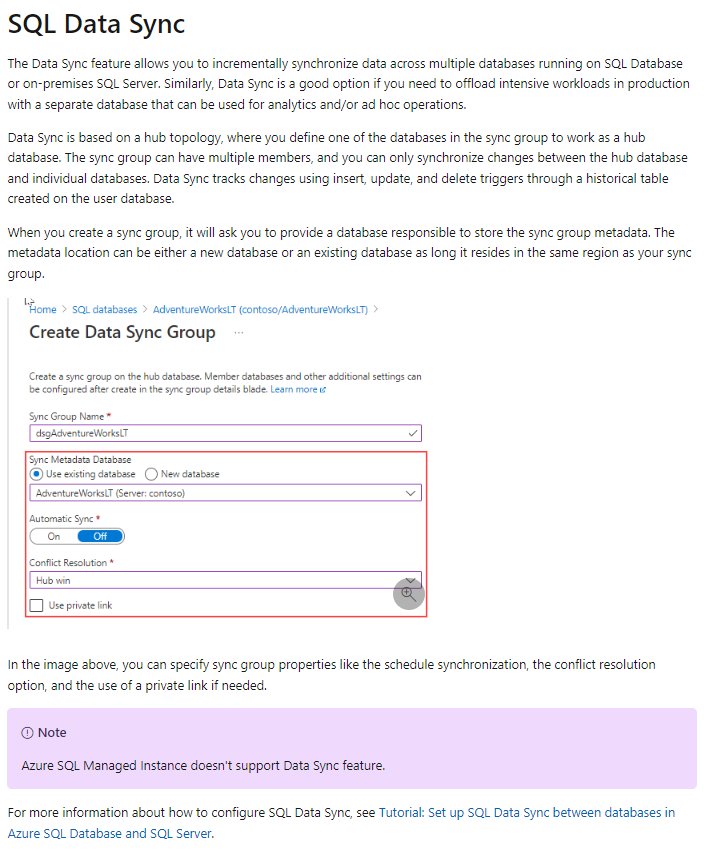 SQL Data Sync
The Data Sync feature allows you to incrementally synchronize data across multiple databases running on SQL Database
or on-premises SQL Server. Similarly, Data Sync is a good option if you need to offload intensive workloads in production
with a separate database that can be used for analytics and/or ad hoc operations.
Data Sync is based on a hub topology, where you define one of the databases in the sync group to work as a hub
database. The sync group can have multiple members, and you can only synchronize changes between the hub database
and individual databases. Data Sync tracks changes using insert, update, and delete triggers through a historical table
created on the user database.
When you create a sync group, it will ask you to provide a database responsible to store the sync group metadata. The
metadata location can be either a new database or an existing database as long it resides in the same region as your sync
group.
Home > SQL databases > AdventureWorksLT (contoso/AdventureWorksLT) >
Create Data Sync Group ...
Create a sync group on the hub database. Member databases and other additional settings can
be configured after create in the sync group details blade. Learn more
Sync Group Name *
dsgAdventureWorksLT
Sync Metadata Database
Use existing database New database
AdventureWorksLT (Server: contoso)
Automatic Sync *
On Off
Conflict Resolution *
Hub win
Use private link
In the image above, you can specify sync group properties like the schedule synchronization, the conflict resolution
option, and the use of a private link if needed.
Note
Azure SQL Managed Instance doesn't support Data Sync feature.
For more information about how to configure SQL Data Sync, see Tutorial: Set up SQL Data Sync between databases in
Azure SQL Database and SQL Server.